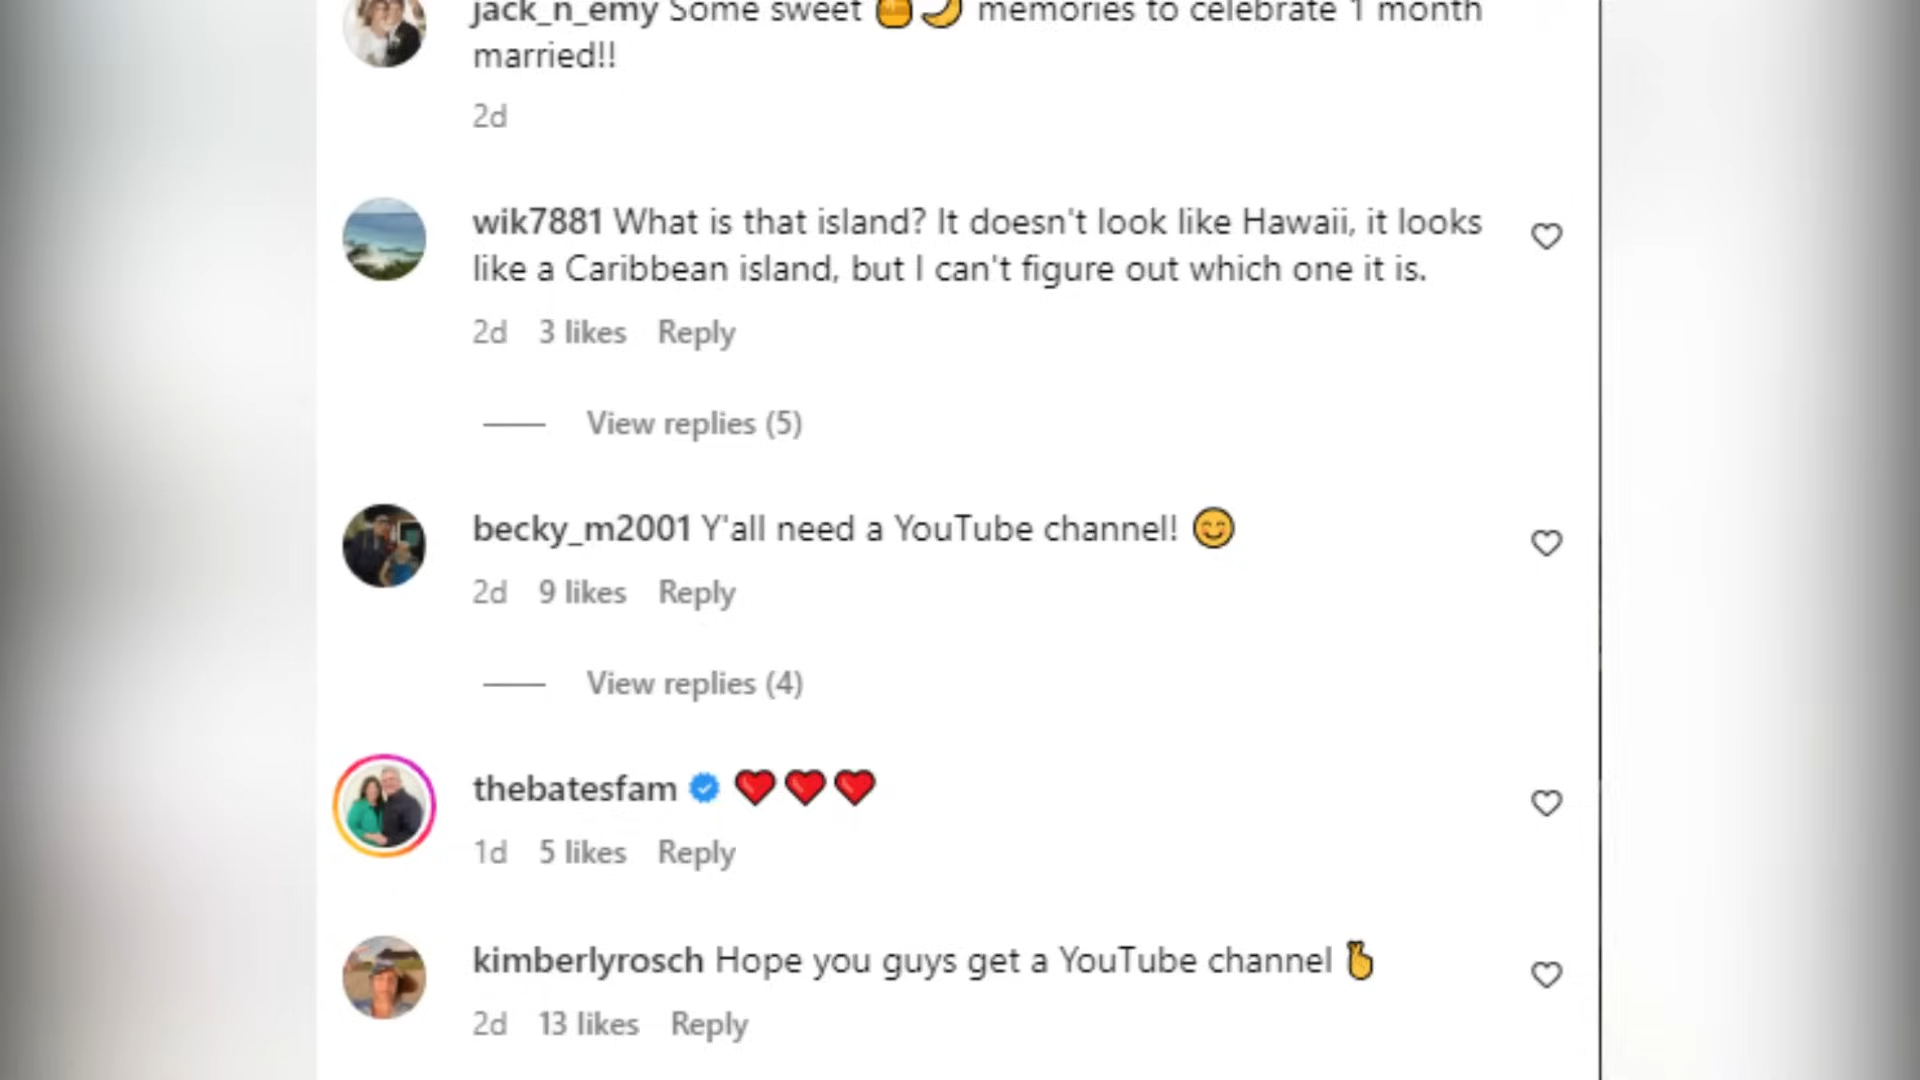 jack_n_emy Some sweet 🍯🌙 memories to celebrate 1 month
married!!
2d
wik7881 What is that island? It doesn't look like Hawaii, it looks
like a Caribbean island, but I can't figure out which one it is.
2d 3 likes Reply
View replies (5)
becky_m2001 Y'all need a YouTube channel! 😊
2d 9 likes Reply
View replies (4)
thebatesfam ❤️❤️❤️
1d 5 likes Reply
kimberlyrosch Hope you guys get a YouTube channel 🫰
2d 13 likes Reply